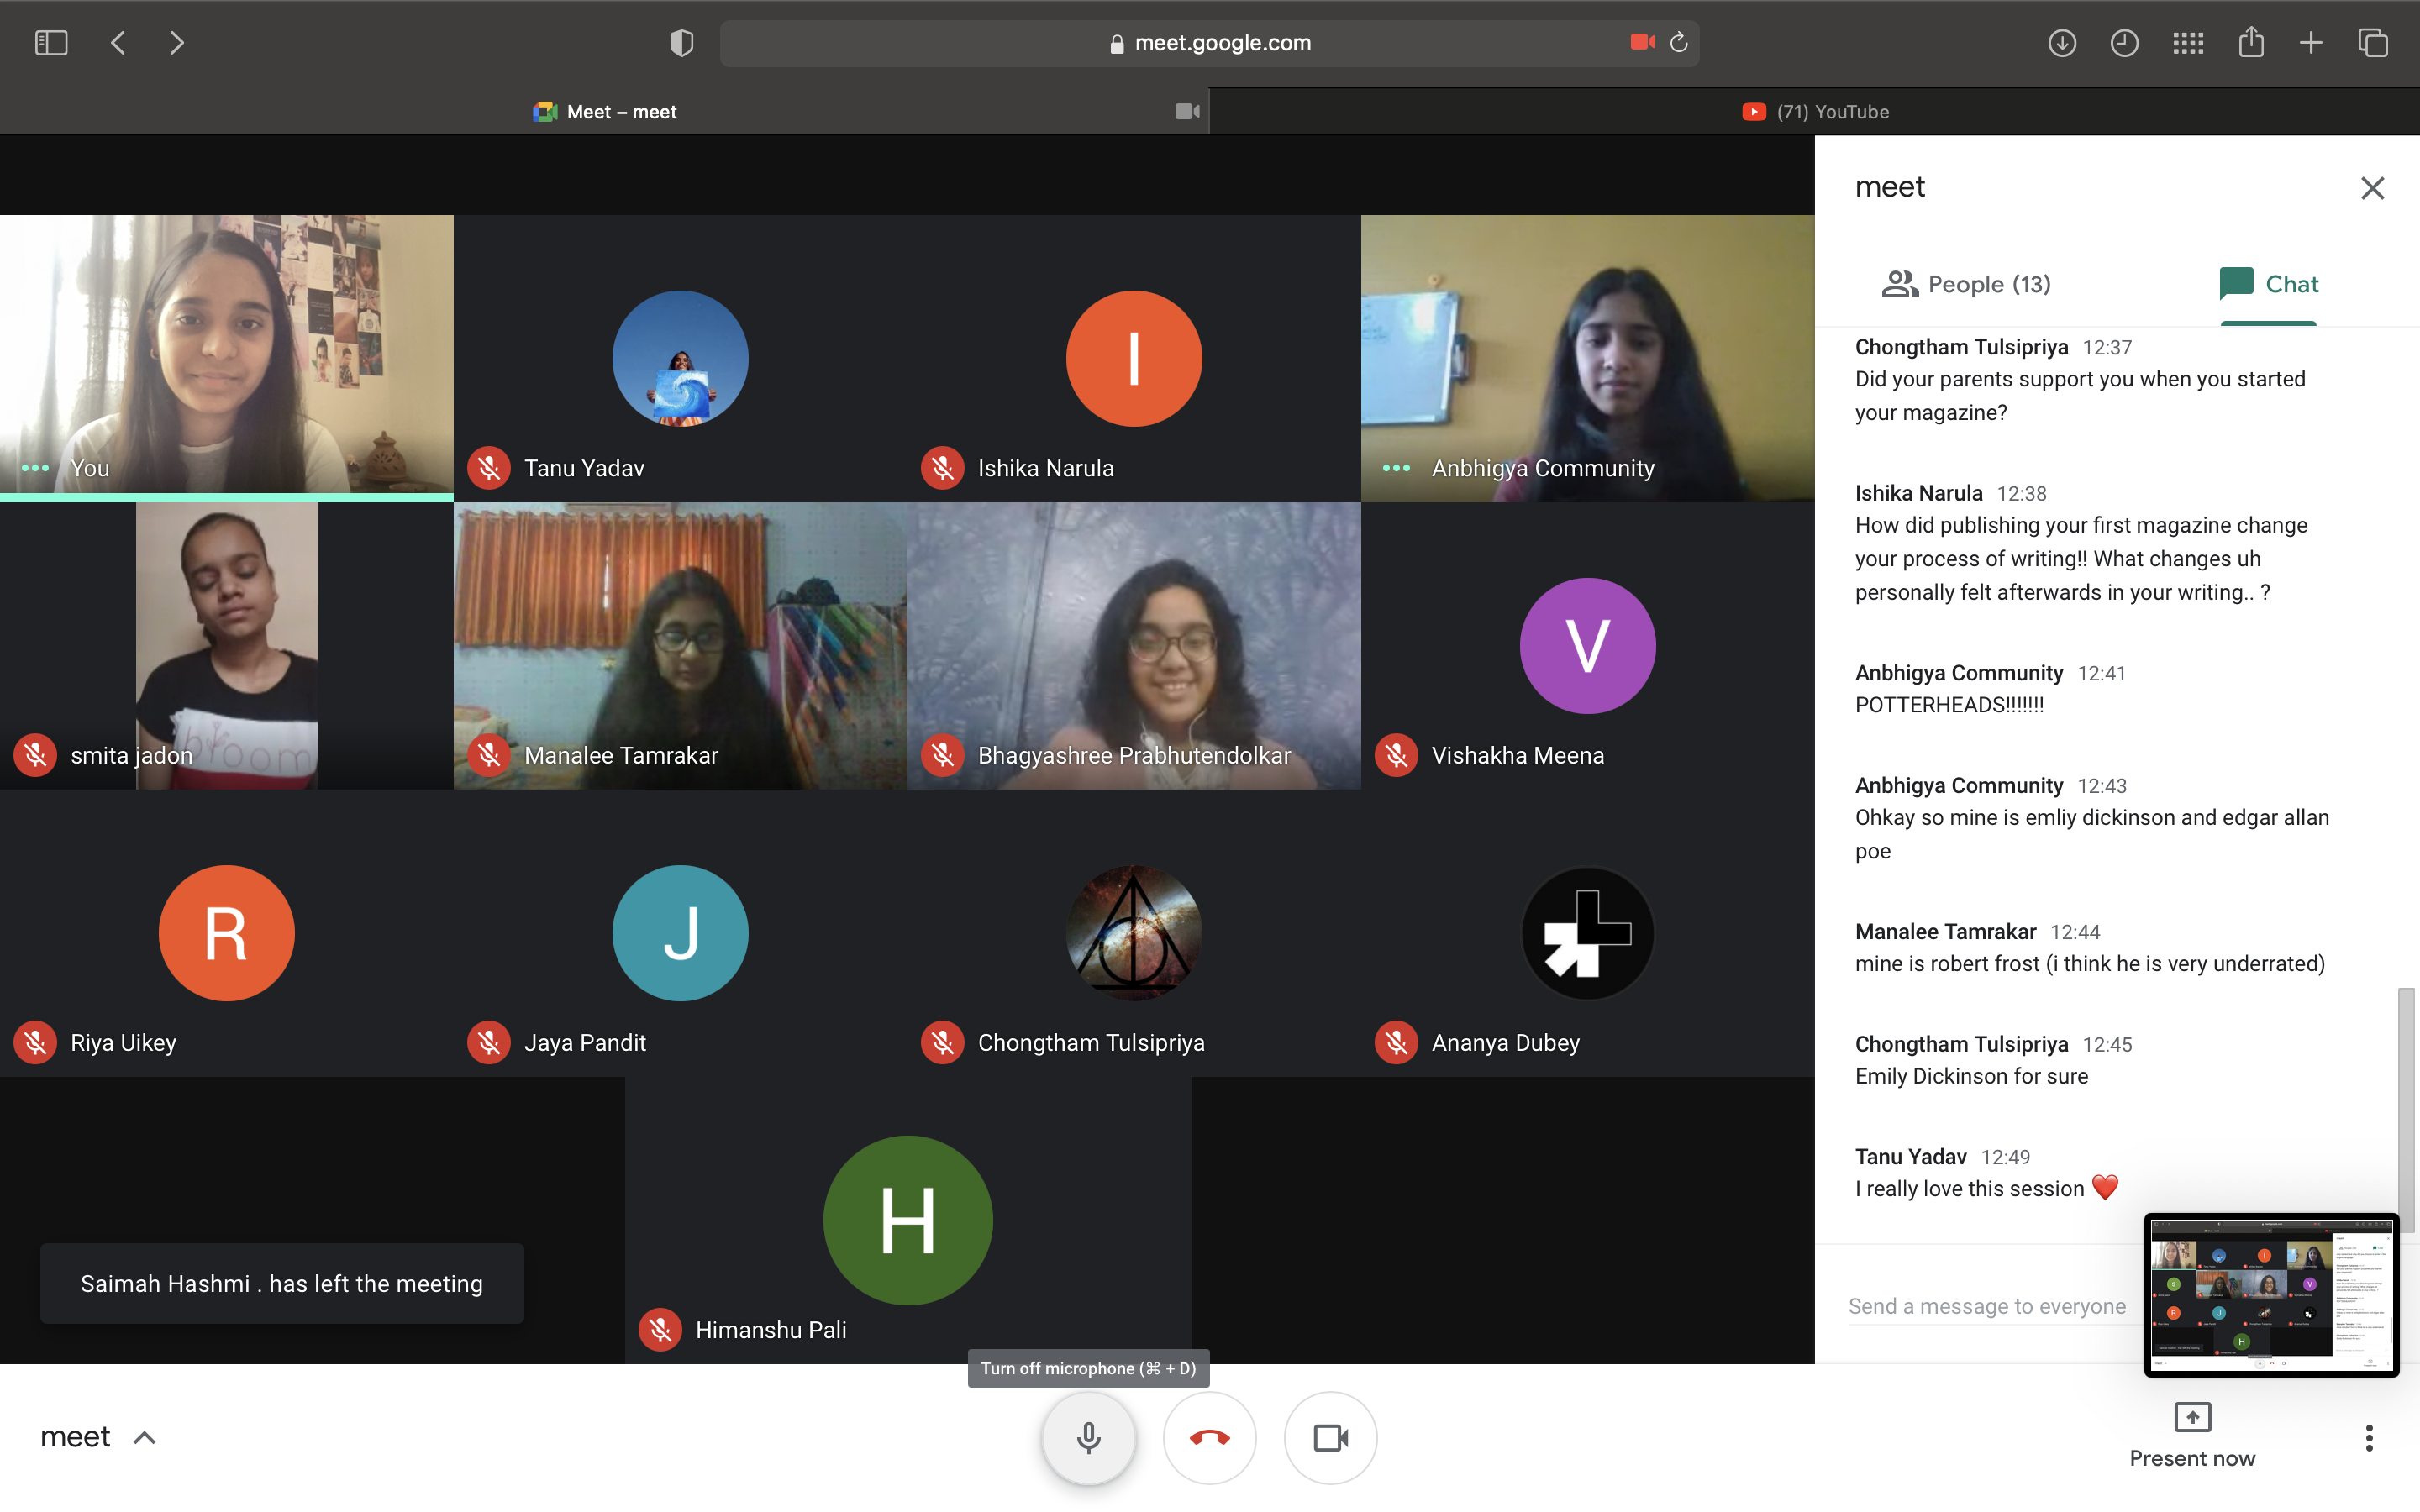 meet.google.com
Meet – meet
(71) YouTube
meet
People (13)
Chat
You
Tanu Yadav
I
Ishika Narula
Anbhigya Community
smita jadon
bloom
Manalee Tamrakar
Bhagyashree Prabhutendolkar
V
Vishakha Meena
R
Riya Uikey
J
Jaya Pandit
Chongtham Tulsipriya
Ananya Dubey
Saimah Hashmi . has left the meeting
H
Himanshu Pali
Chongtham Tulsipriya 12:37
Did your parents support you when you started
your magazine?
Ishika Narula 12:38
How did publishing your first magazine change
your process of writing!! What changes uh
personally felt afterwards in your writing.. ?
Anbhigya Community 12:41
POTTERHEADS!!!!!!!
Anbhigya Community 12:43
Ohkay so mine is emliy dickinson and edgar allan
poe
Manalee Tamrakar 12:44
mine is robert frost (i think he is very underrated)
Chongtham Tulsipriya 12:45
Emily Dickinson for sure
Tanu Yadav 12:49
I really love this session ❤️
Send a message to everyone
Turn off microphone (⌘ + D)
meet
Present now